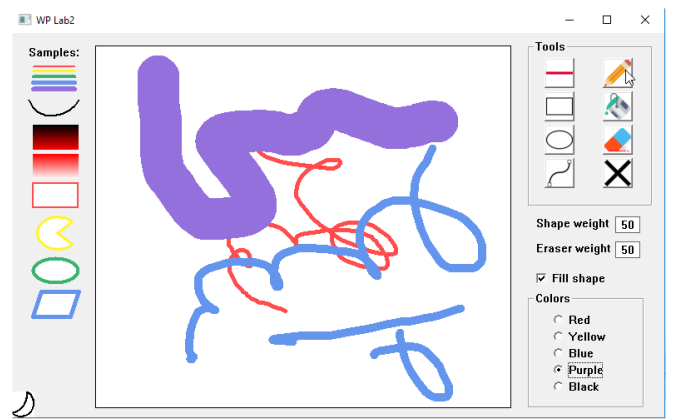 WP Lab2
Samples:
Tools
Shape weight 50
Eraser weight 50
Fill shape
Colors
Red
Yellow
Blue
Purple
Black